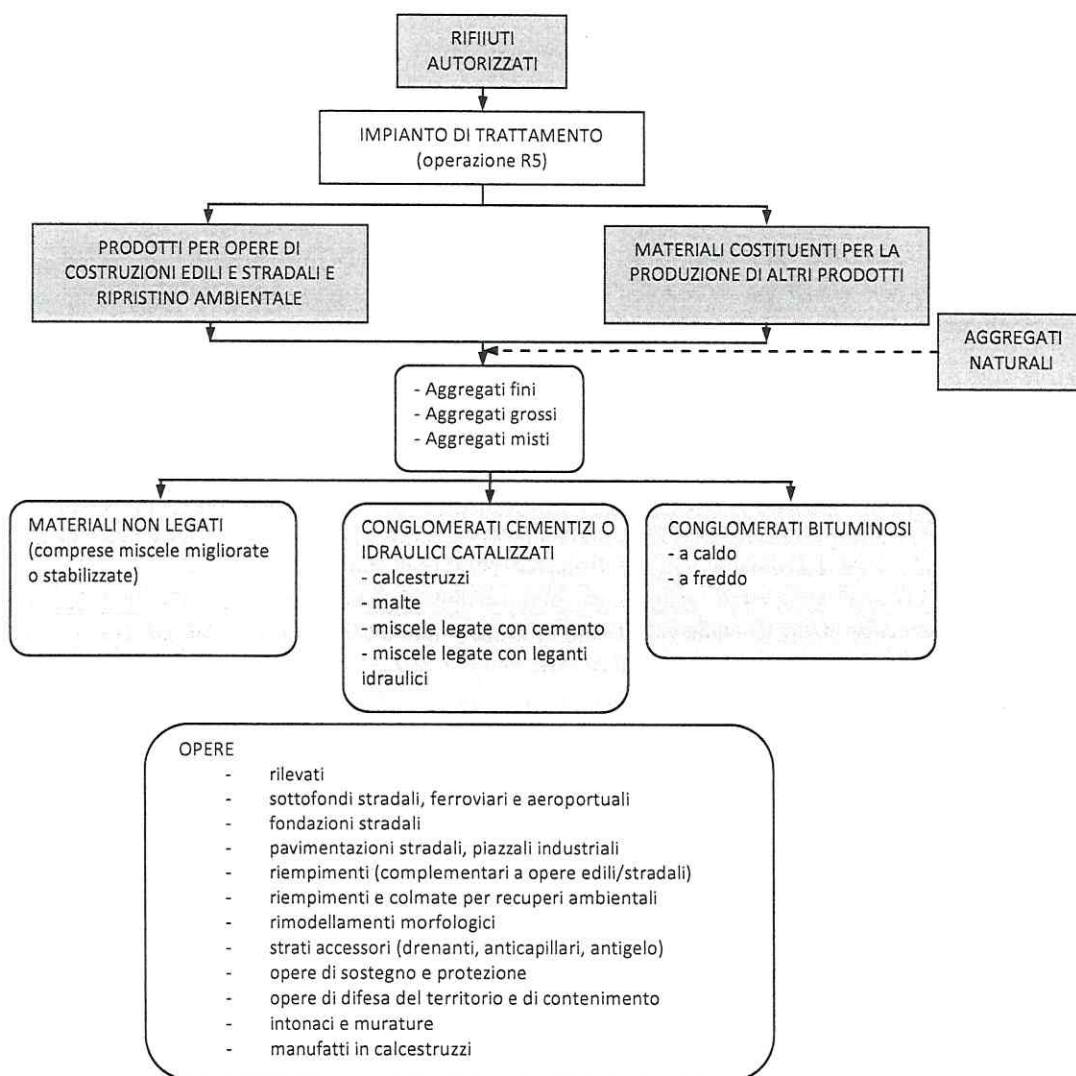 RIFIIUTI
AUTORIZZATI
IMPIANTO DI TRATTAMENTO
(operazione R5)
PRODOTTI PER OPERE DI
COSTRUZIONI EDILI E STRADALI E
RIPRISTINO AMBIENTALE
MATERIALI COSTITUENTI PER LA
PRODUZIONE DI ALTRI PRODOTTI
AGGREGATI
NATURALI
- Aggregati fini
- Aggregati grossi
- Aggregati misti
MATERIALI NON LEGATI
(comprese miscele migliorate
o stabilizzate)
CONGLOMERATI CEMENTIZI O
IDRAULICI CATALIZZATI
- calcestruzzi
- malte
- miscele legate con cemento
- miscele legate con leganti
idraulici
CONGLOMERATI BITUMINOSI
- a caldo
- a freddo
OPERE
- rilevati
- sottofondi stradali, ferroviari e aeroportuali
- fondazioni stradali
- pavimentazioni stradali, piazzali industriali
- riempimenti (complementari a opere edili/stradali)
- riempimenti e colmate per recuperi ambientali
- rimodellamenti morfologici
- strati accessori (drenanti, anticapillari, antigelo)
- opere di sostegno e protezione
- opere di difesa del territorio e di contenimento
- intonaci e murature
- manufatti in calcestruzzi